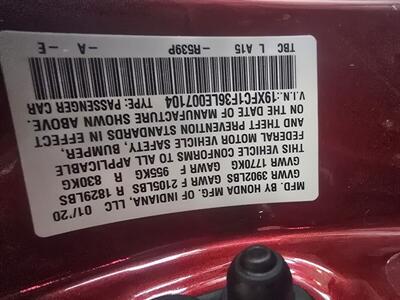 MFD. BY HONDA MFG. OF INDIANA, LLC 01/20
GVWR 3902LBS GAWR F 2105LBS R 1829LBS
GVWR 1770KG GAWR F 955KG R 830KG
THIS VEHICLE CONFORMS TO ALL APPLICABLE
FEDERAL MOTOR VEHICLE SAFETY, BUMPER,
AND THEFT PREVENTION STANDARDS IN EFFECT
ON THE DATE OF MANUFACTURE SHOWN ABOVE.
V.I.N.:19XFC1F36LE007104 TYPE: PASSENGER CAR
TBC L A15 -R539P -A -E